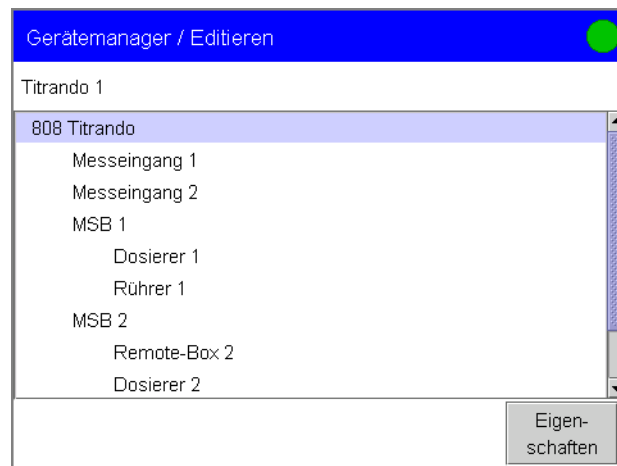 Gerätemanager / Editieren
Titrando 1
808 Titrando
Messeingang 1
Messeingang 2
MSB 1
Dosierer 1
Rührer 1
MSB 2
Remote-Box 2
Dosierer 2
Eigen-
schaften